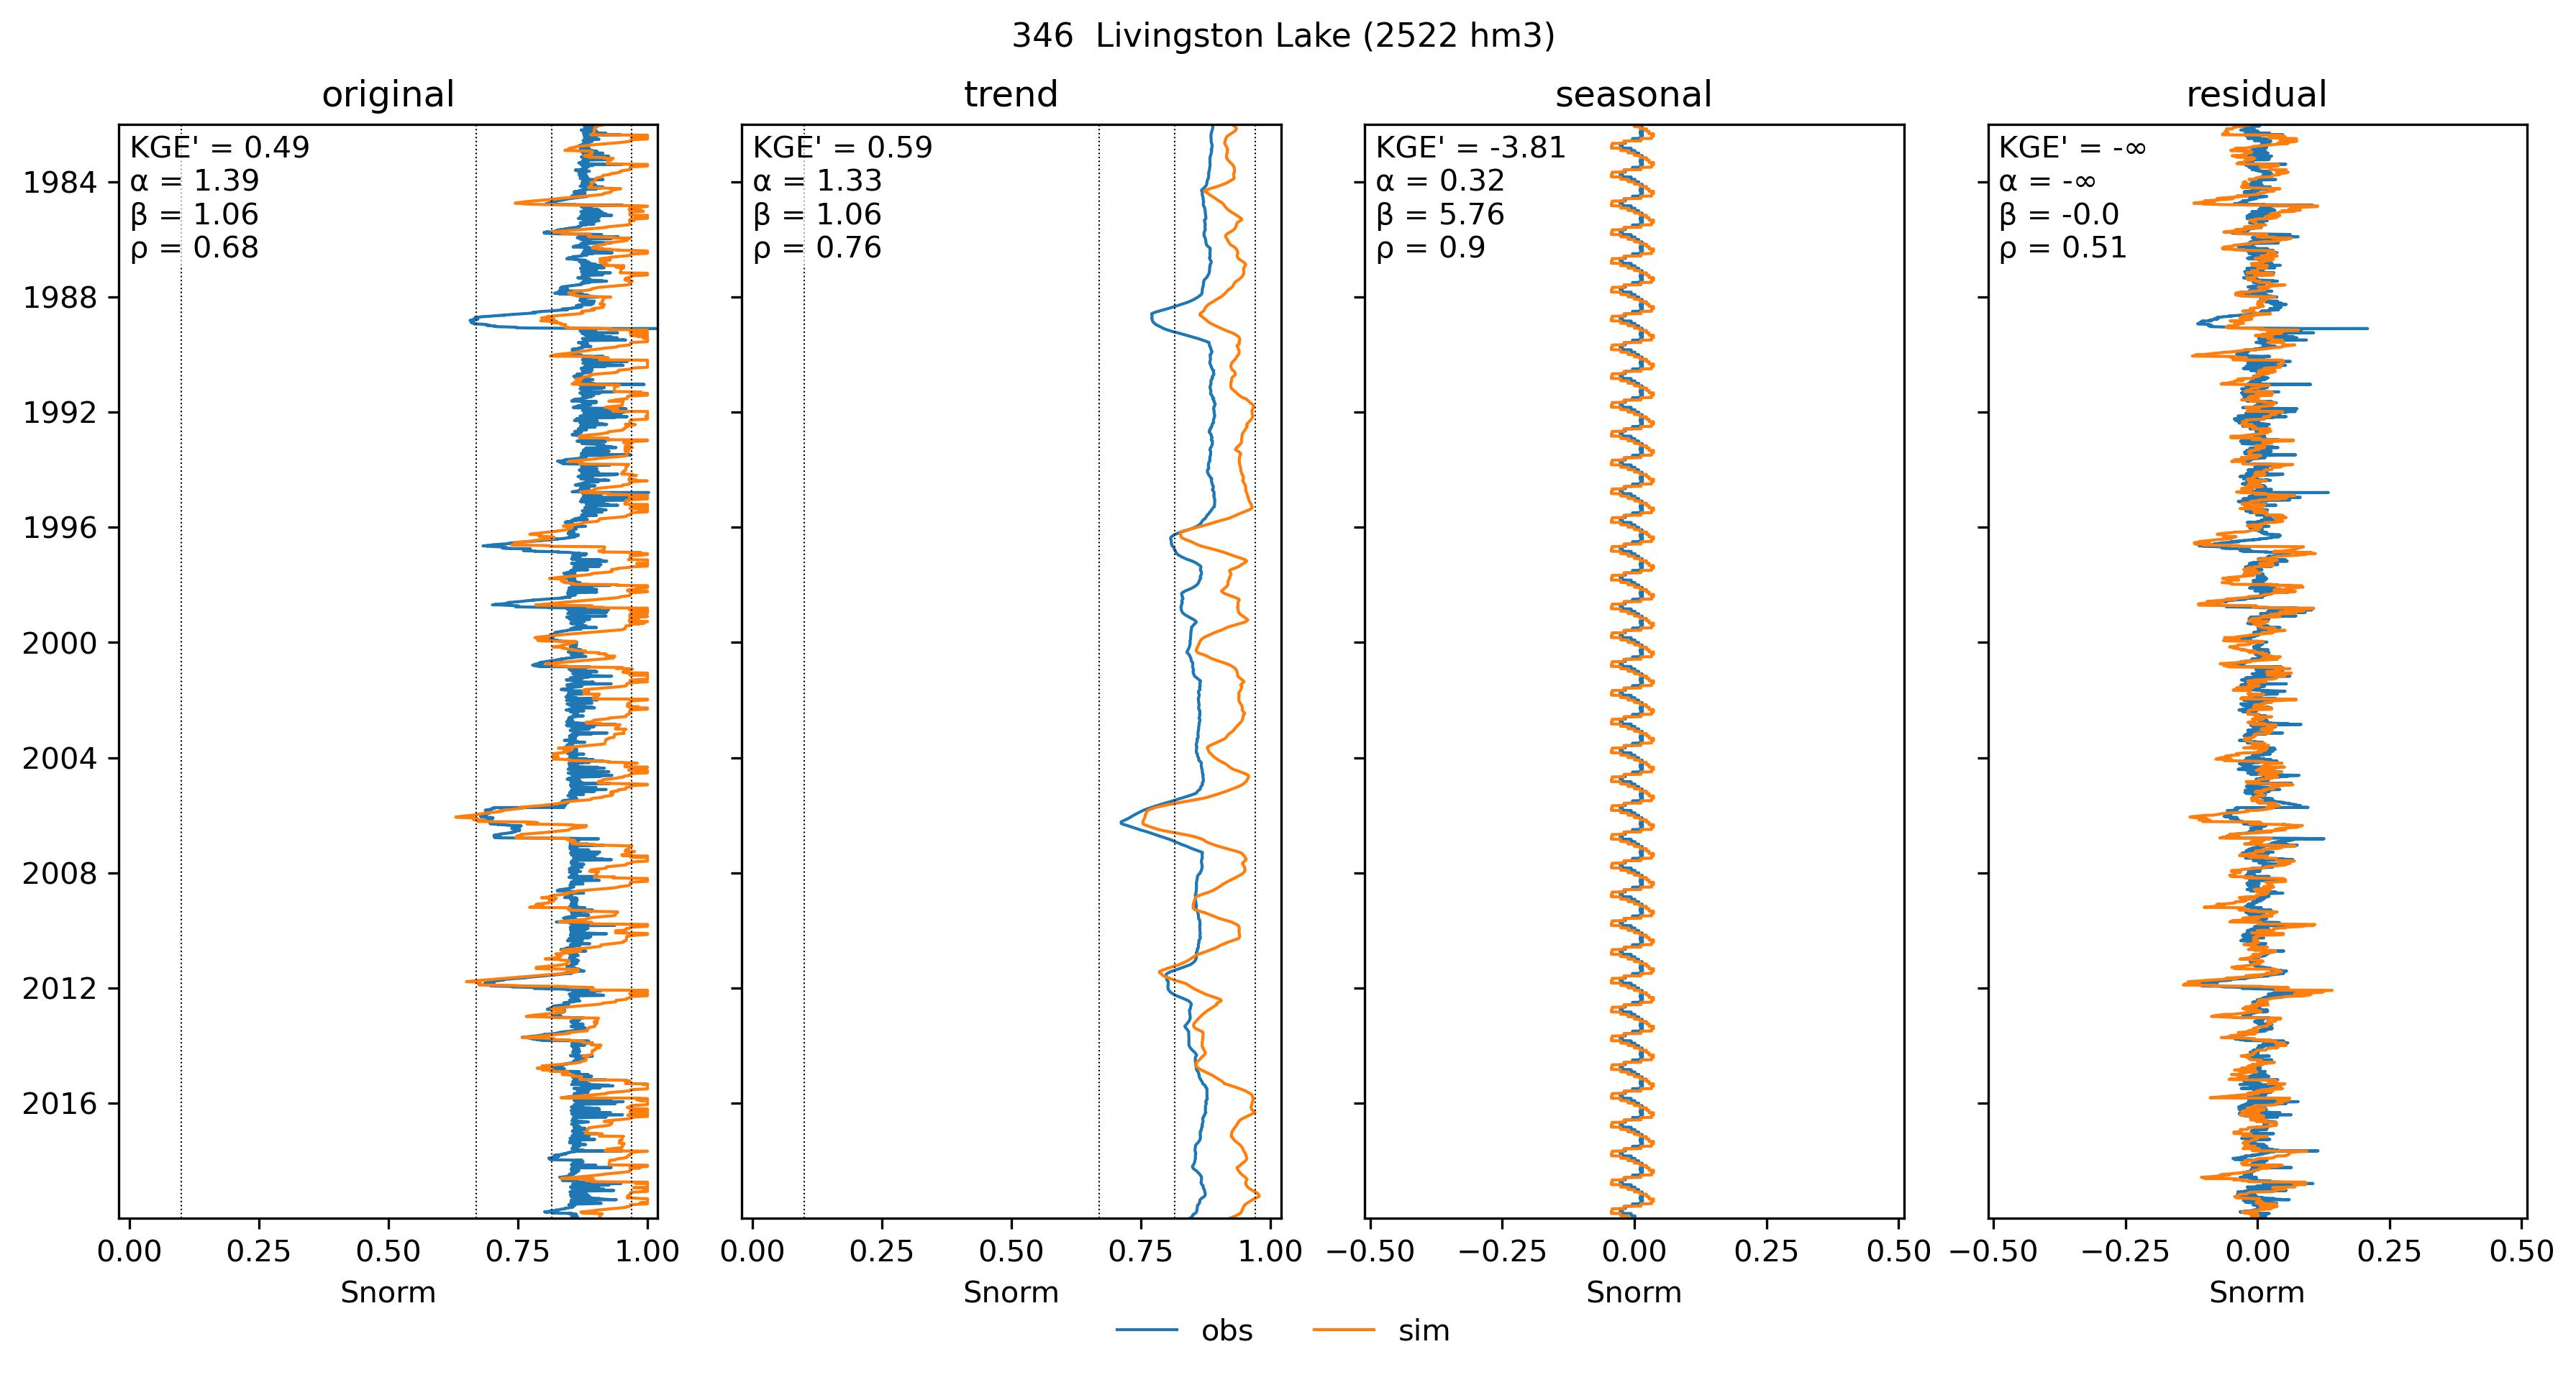 346  Livingston Lake (2522 hm3)
original
KGE' = 0.49
α = 1.39
β = 1.06
ρ = 0.68
1984
1988
1992
1996
2000
2004
2008
2012
2016
0.00 0.25 0.50 0.75 1.00
Snorm
trend
KGE' = 0.59
α = 1.33
β = 1.06
ρ = 0.76
0.00 0.25 0.50 0.75 1.00
Snorm
seasonal
KGE' = -3.81
α = 0.32
β = 5.76
ρ = 0.9
−0.50 −0.25 0.00 0.25 0.50
Snorm
residual
KGE' = -∞
α = -∞
β = -0.0
ρ = 0.51
−0.50 −0.25 0.00 0.25 0.50
Snorm
obs sim